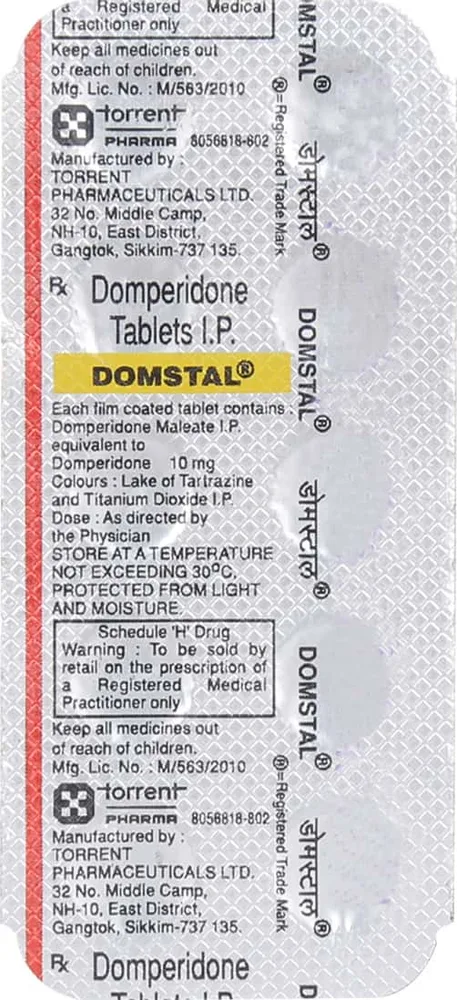 a Registered Medical
Practitioner only
Keep all medicines out
of reach of children.
Mfg. Lic. No. : M/563/2010
torrent
PHARMA 8056818-802
Manufactured by :
TORRENT
PHARMACEUTICALS LTD.
32 No. Middle Camp,
NH-10, East District,
Gangtok, Sikkim-737 135.
Rx Domperidone
Tablets I.P.
DOMSTAL®
Each film coated tablet contains :
Domperidone Maleate I.P.
equivalent to
Domperidone 10 mg
Colours : Lake of Tartrazine
and Titanium Dioxide I.P.
Dose : As directed by
the Physician
STORE AT A TEMPERATURE
NOT EXCEEDING 30°C,
PROTECTED FROM LIGHT
AND MOISTURE.
Schedule 'H' Drug
Warning : To be sold by
retail on the prescription of
a Registered Medical
Practitioner only
Keep all medicines out
of reach of children.
Mfg. Lic. No. : M/563/2010
torrent
PHARMA 8056818-802
Manufactured by :
TORRENT
PHARMACEUTICALS LTD.
32 No. Middle Camp,
NH-10, East District,
Gangtok, Sikkim-737 135.
Rx Domperidone
®=Registered Trade Mark
®=Registered Trade Mark
MSTAL®
डोमस्टाल®
DOMSTAL®
डोमस्टाल®
DOMSTAL®
डोमस्टाल®
D